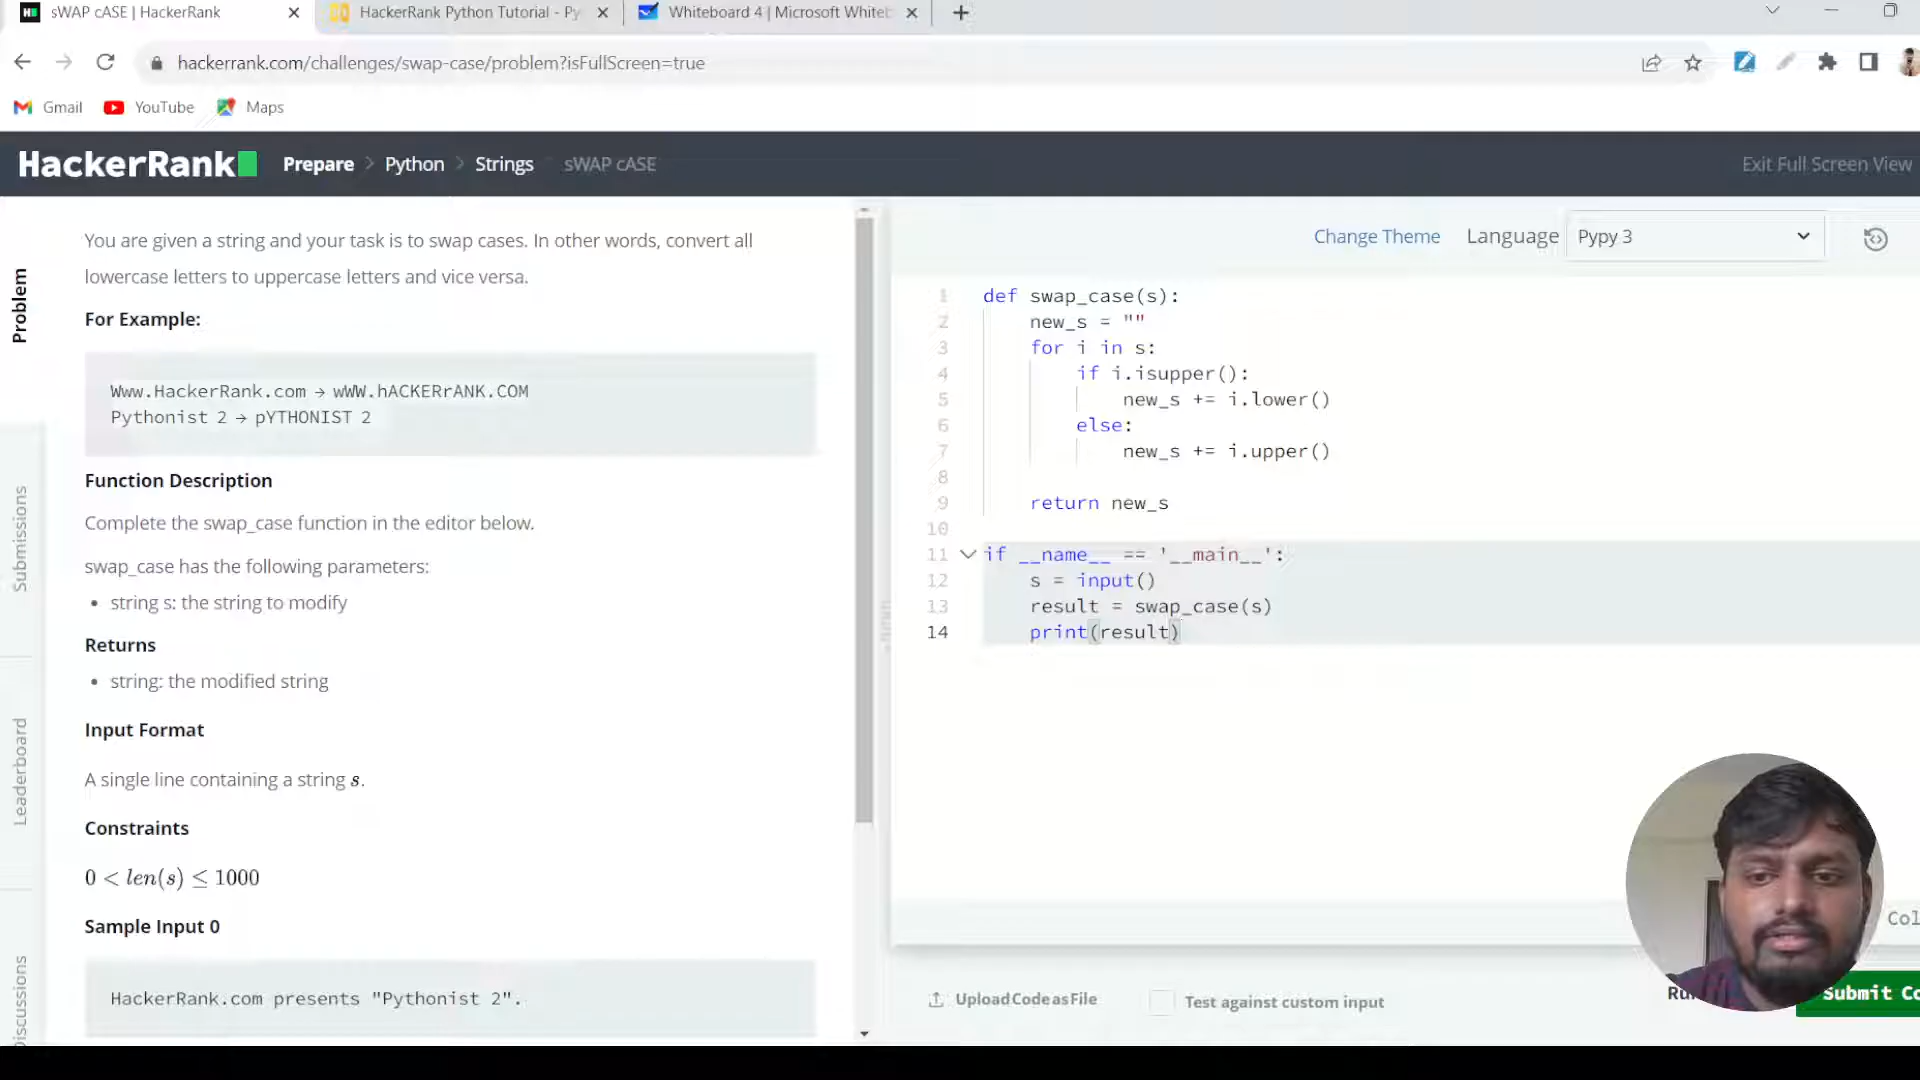 sWAP cASE | HackerRank
HackerRank Python Tutorial - Py
Whiteboard 4 | Microsoft Whiteb
hackerrank.com/challenges/swap-case/problem?isFullScreen=true
Gmail
YouTube
Maps
HackerRank
Prepare > Python > Strings
sWAP cASE
Exit Full Screen View
Problem
Submissions
Leaderboard
Discussions
You are given a string and your task is to swap cases. In other words, convert all
lowercase letters to uppercase letters and vice versa.
For Example:
Www.HackerRank.com → wWW.hACKERrANK.COM
Pythonist 2 → pYTHONIST 2
Function Description
Complete the swap_case function in the editor below.
swap_case has the following parameters:
• string s: the string to modify
Returns
• string: the modified string
Input Format
A single line containing a string s.
Constraints
0 < len(s) ≤ 1000
Sample Input 0
HackerRank.com presents "Pythonist 2".
Change Theme
Language
Pypy 3
1 def swap_case(s):
2 new_s = ""
3 for i in s:
4 if i.isupper():
5 new_s += i.lower()
6 else:
7 new_s += i.upper()
8
9 return new_s
10
11 if __name__ == '__main__':
12 s = input()
13 result = swap_case(s)
14 print(result)
Col
Upload Code as File
Test against custom input
Ru
Submit Co